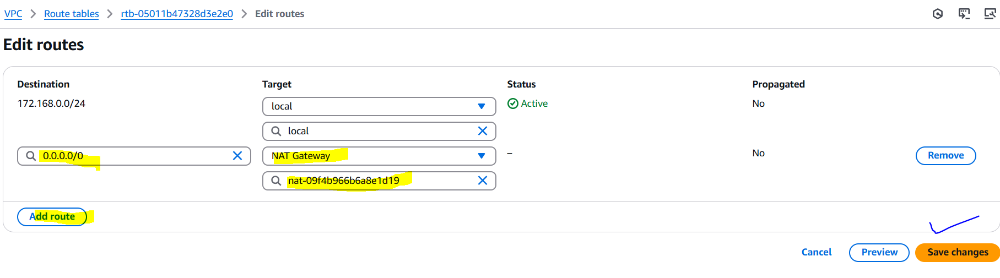 VPC > Route tables > rtb-05011b47328d3e2e0 > Edit routes
Edit routes
Destination Target Status Propagated
172.168.0.0/24 local Active No
local
0.0.0.0/0 NAT Gateway – No Remove
nat-09f4b966b6a8e1d19
Add route
Cancel Preview Save changes